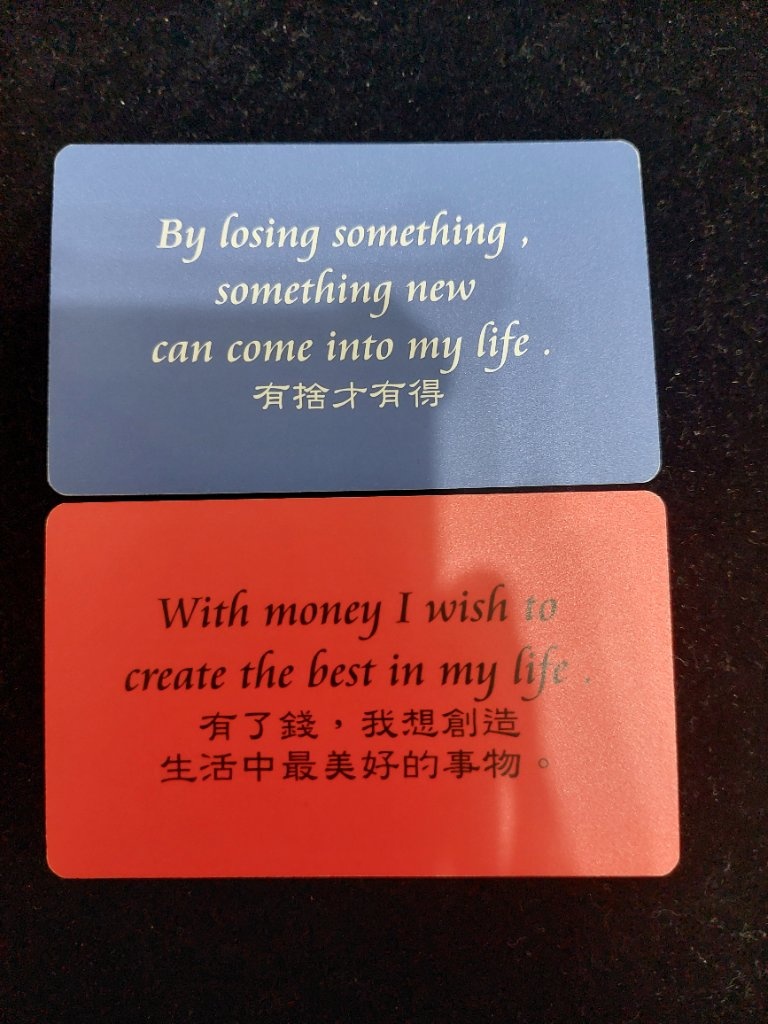 By losing something ,
something new
can come into my life .
有捨才有得
With money I wish to
create the best in my life .
有了錢，我想創造
生活中最美好的事物。